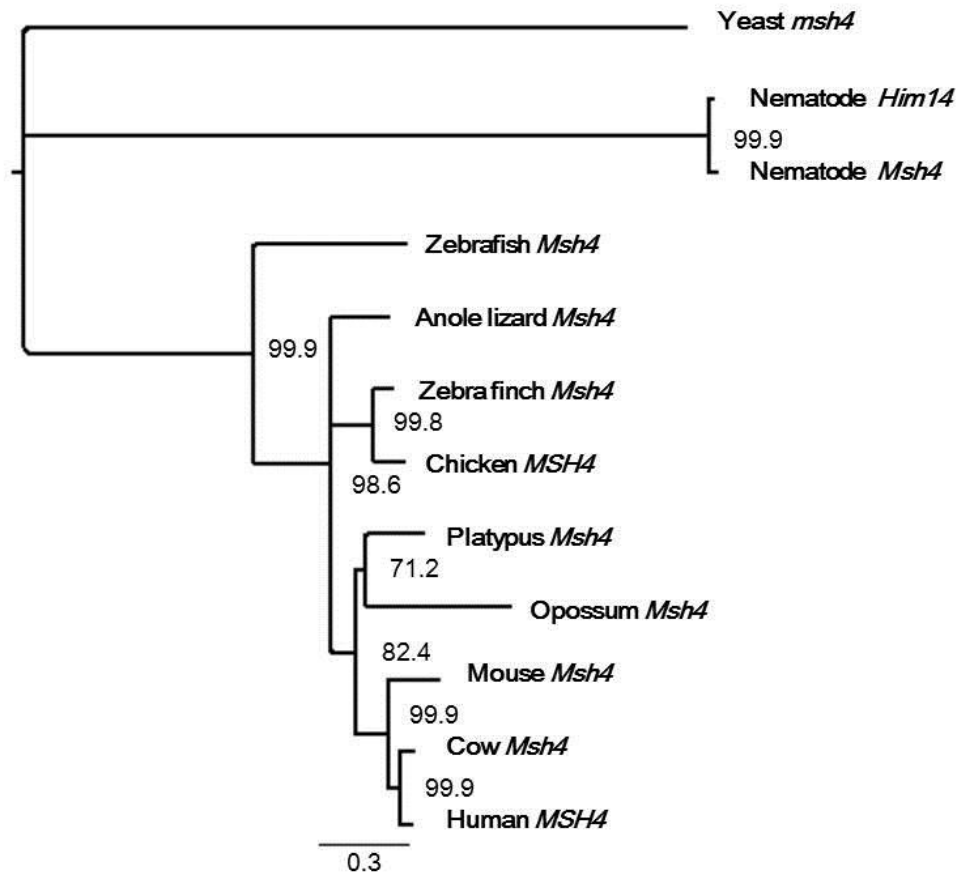 Yeast msh4
Nematode Him14
99.9
Nematode Msh4
Zebrafish Msh4
Anole lizard Msh4
99.9
Zebra finch Msh4
99.8
Chicken MSH4
98.6
Platypus Msh4
71.2
Opossum Msh4
82.4
Mouse Msh4
99.9
Cow Msh4
99.9
Human MSH4
0.3